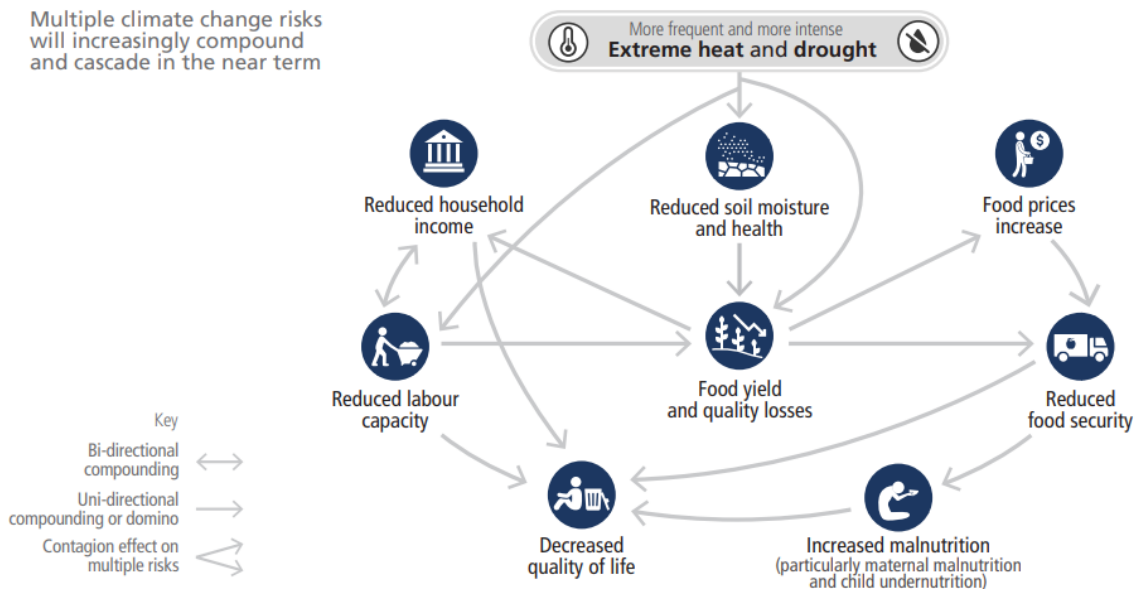 Multiple climate change risks
will increasingly compound
and cascade in the near term
More frequent and more intense
Extreme heat and drought
Reduced household
income
Reduced soil moisture
and health
$
Food prices
increase
Reduced labour
capacity
Food yield
and quality losses
Reduced
food security
Key
Bi-directional
compounding
Uni-directional
compounding or domino
Contagion effect on
multiple risks
Decreased
quality of life
Increased malnutrition
(particularly maternal malnutrition
and child undernutrition)